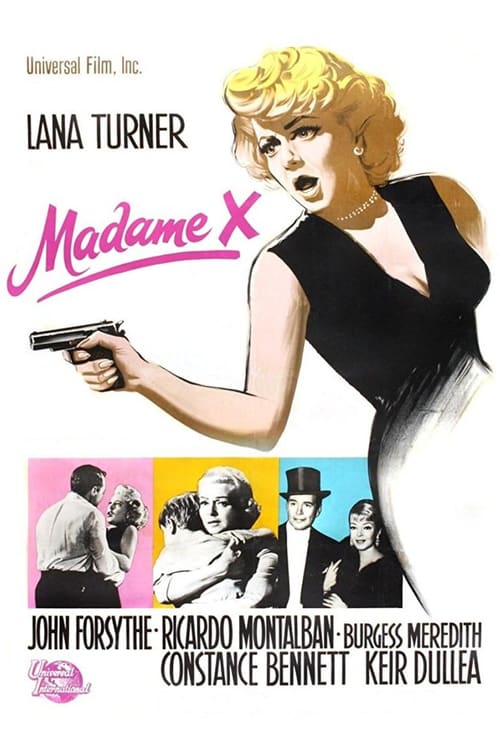 Universal Film, Inc.
LANA TURNER
Madame X
JOHN FORSYTHE · RICARDO MONTALBAN · BURGESS MEREDITH
CONSTANCE BENNETT KEIR DULLEA
Universal
International